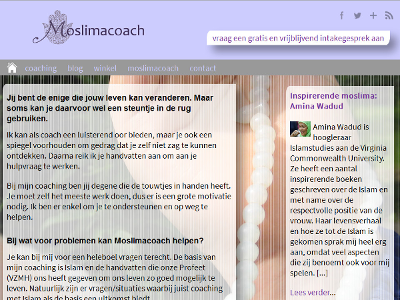 Moslimacoach
vraag een gratis en vrijblijvend intakegesprek aan
coaching blog winkel moslimacoach contact
Jij bent de enige die jouw leven kan veranderen. Maar
soms kan je daarvoor wel een steuntje in de rug
gebruiken.
Ik kan als coach een luisterend oor bieden, maar je ook een
spiegel voorhouden om gedrag dat je zelf niet zag te kunnen
ontdekken. Daarna reik ik je handvatten aan om aan je
hulpvraag te werken.
Bij mijn coaching ben jij degene die de touwtjes in handen heeft.
Je moet zelf het meeste werk doen, dus er is een grote motivatie
nodig. Ik ben er enkel om je te ondersteunen en op weg te
helpen.
Bij wat voor problemen kan Moslimacoach helpen?
Je kan bij mij voor een heleboel vragen terecht. De basis van
mijn coaching is Islam en de handvatten die onze Profeet
(VZMH) ons heeft gegeven om ons leven zo goed mogelijk te
leven. Natuurlijk zijn er vragen/situaties waarbij juist coaching
met Islam als de basis een uitkomst biedt
Inspirerende moslima:
Amina Wadud
Amina Wadud is
hoogleraar
Islamstudies aan de Virginia
Commonwealth University.
Ze heeft een aantal
inspirerende boeken
geschreven over de Islam en
met name over de
respectvolle positie van de
vrouw. Haar levensverhaal
en hoe ze tot de Islam is
gekomen sprak mij heel erg
aan, omdat veel aspecten
die zij benoemt ook voor mij
spelen. [...]
Lees verder...